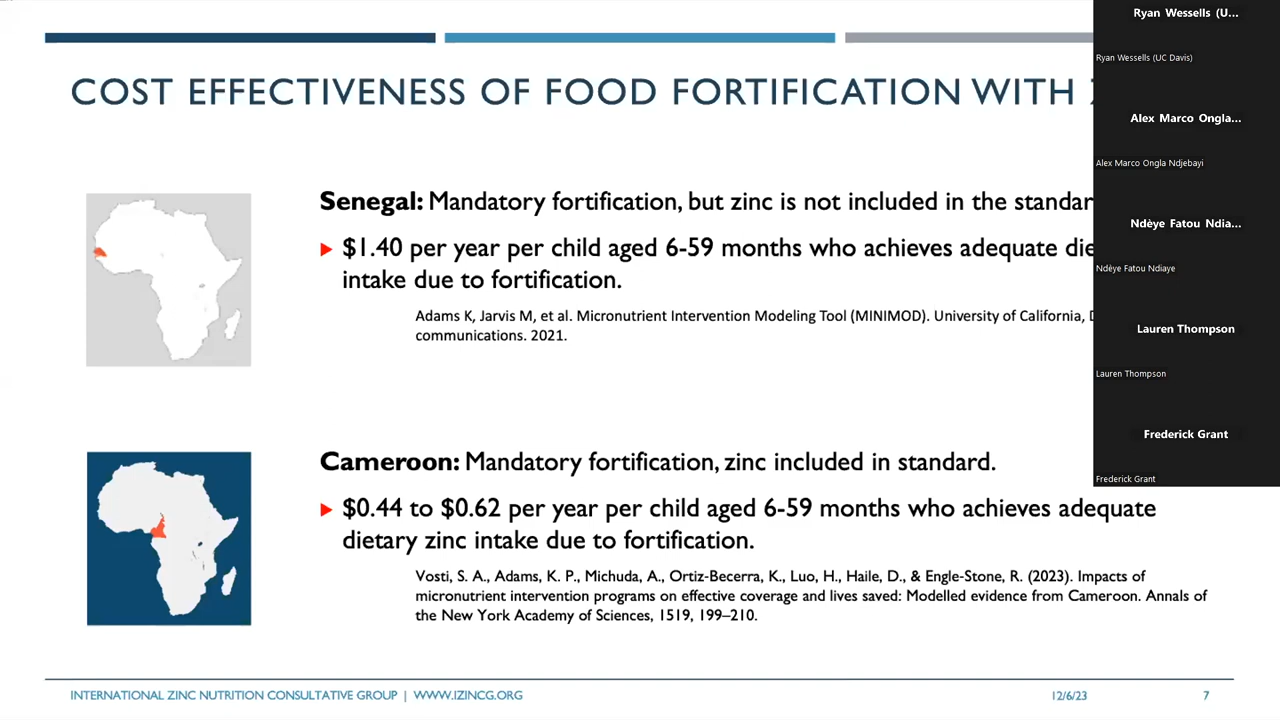 COST EFFECTIVENESS OF FOOD FORTIFICATION WITH
Senegal: Mandatory fortification, but zinc is not included in the standar
$1.40 per year per child aged 6-59 months who achieves adequate die
intake due to fortification.
Adams K, Jarvis M, et al. Micronutrient Intervention Modeling Tool (MINIMOD). University of California,
communications. 2021.
Cameroon: Mandatory fortification, zinc included in standard.
$0.44 to $0.62 per year per child aged 6-59 months who achieves adequate
dietary zinc intake due to fortification.
Vosti, S. A., Adams, K. P., Michuda, A., Ortiz-Becerra, K., Luo, H., Haile, D., & Engle-Stone, R. (2023). Impacts of
micronutrient intervention programs on effective coverage and lives saved: Modelled evidence from Cameroon. Annals of
the New York Academy of Sciences, 1519, 199–210.
INTERNATIONAL ZINC NUTRITION CONSULTATIVE GROUP | WWW.IZINCG.ORG
12/6/23
7
Ryan Wessells (U...
Ryan Wessells (UC Davis)
Alex Marco Ongla...
Alex Marco Ongla Ndjebayi
Ndèye Fatou Ndia...
Ndèye Fatou Ndiaye
Lauren Thompson
Lauren Thompson
Frederick Grant
Frederick Grant